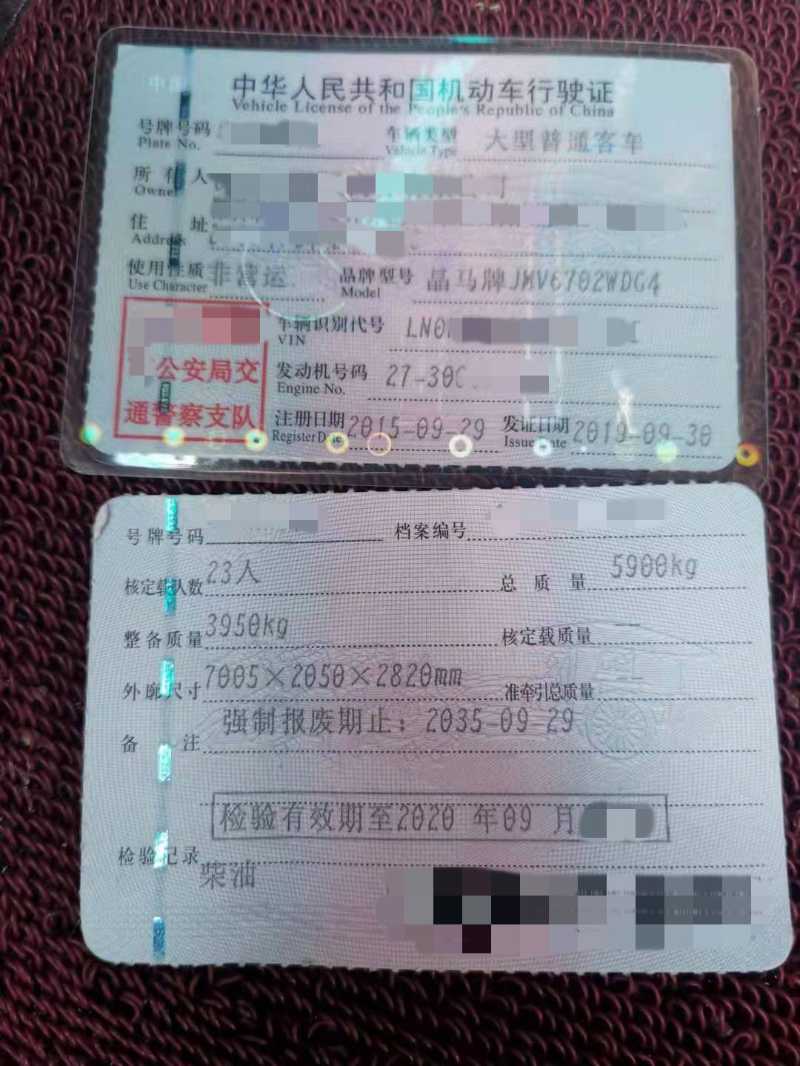 中华人民共和国机动车行驶证
Vehicle License of the People's Republic of China
号牌号码 车辆类型 大型普通客车
Plate No. Vehicle Type
所有人
Owner
住址
Address
使用性质 非营运 品牌型号 晶马牌JMV6702WDG4
Use Character Model
车辆识别代号 LN0
VIN
公安局交
通警察支队
发动机号码 27-30C
Engine No.
注册日期 2015-09-29 发证日期 2019-09-30
Register Date Issue Date
号牌号码 档案编号
核定载人数 23人 总质量 5900kg
整备质量 3950kg 核定载质量 --
外廓尺寸 7005×2050×2820mm 准牵引总质量
备注 强制报废期止：2035-09-29
检验有效期至2020年09月
检验记录
柴油